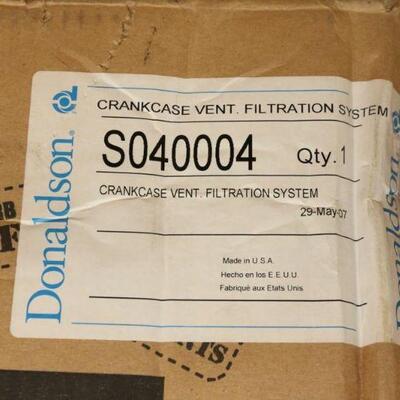 Donaldson®
CRANKCASE VENT. FILTRATION SYSTEM
S040004 Qty. 1
CRANKCASE VENT. FILTRATION SYSTEM
29-May-07
Made in U.S.A.
Hecho en los E.E.U.U.
Fabriqué aux Etats Unis.